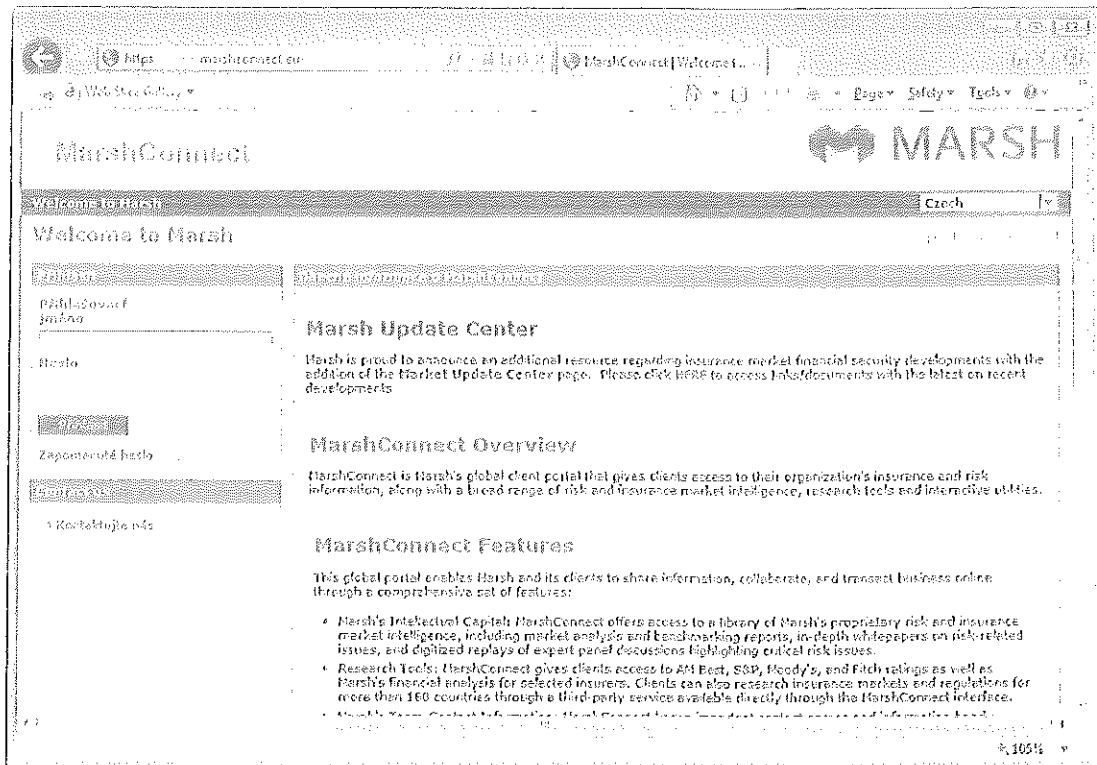 https marshconnect.eu MarshConnect | Welcome t...
Web Slice Gallery Page Safety Tools
MarshConnect MARSH
Welcome to Marsh Czech
Welcome to Marsh
Přihlašovací
jméno
Marsh Update Center
Heslo
Marsh is proud to announce an additional resource regarding insurance market financial security developments with the
addition of the Market Update Center page. Please click HERE to access links/documents with the latest on recent
developments
Zapomenuté heslo
MarshConnect Overview
MarshConnect is Marsh's global client portal that gives clients access to their organization's insurance and risk
information, along with a broad range of risk and insurance market intelligence, research tools and interactive utilities.
Kontaktujte nás
MarshConnect Features
This global portal enables Marsh and its clients to share information, collaborate, and transact business online
through a comprehensive set of features:
Marsh's Intellectual Capital: MarshConnect offers access to a library of Marsh's proprietary risk and insurance
market intelligence, including market analysis and benchmarking reports, in-depth whitepapers on risk-related
issues, and digitized replays of expert panel discussions highlighting critical risk issues.
Research Tools: MarshConnect gives clients access to AM Best, S&P, Moody's, and Fitch ratings as well as
Marsh's financial analysis for selected insurers. Clients can also research insurance markets and regulations for
more than 160 countries through a third-party service available directly through the MarshConnect interface.
105%